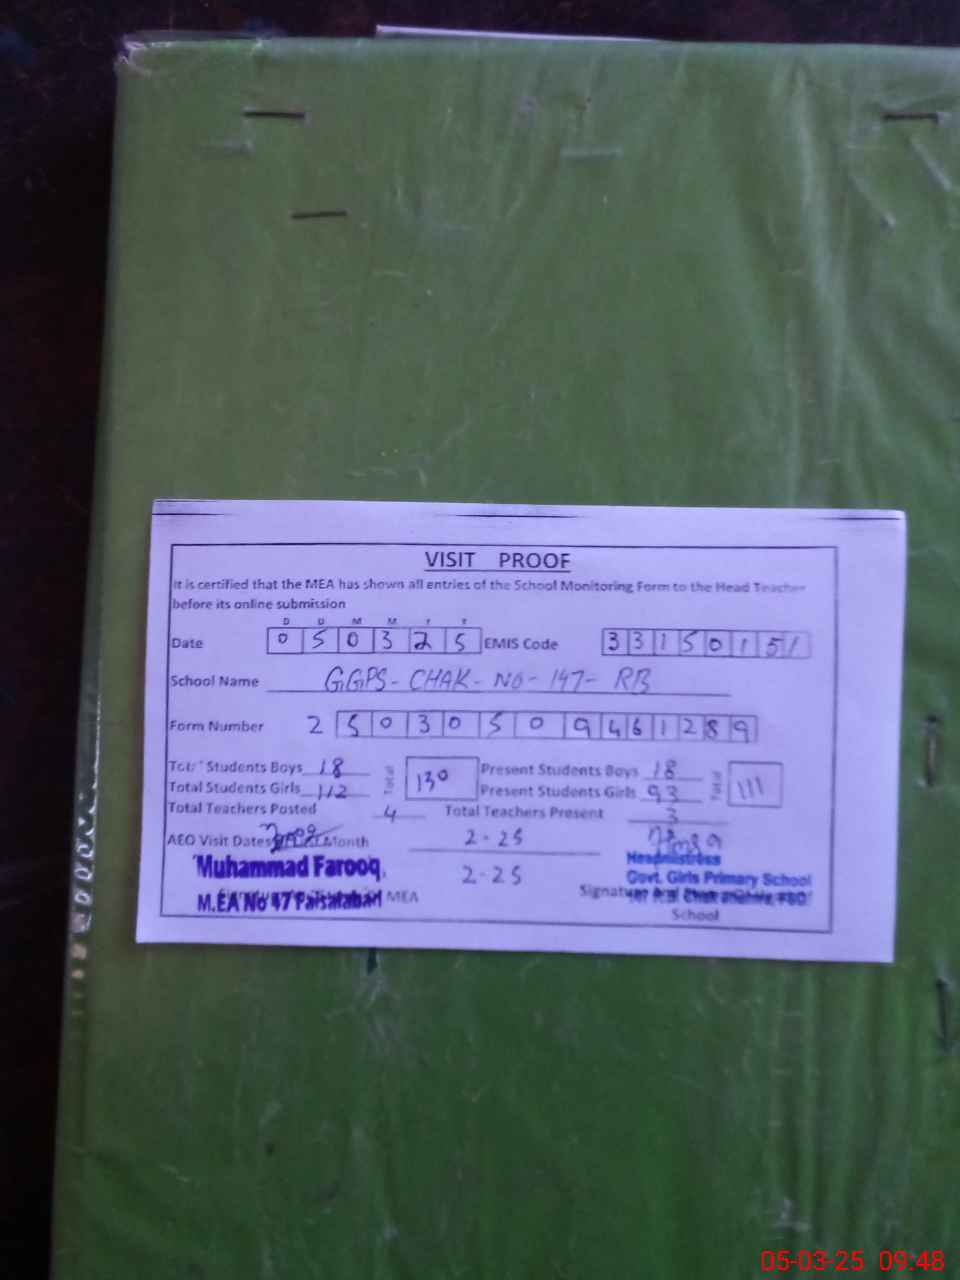 VISIT PROOF
It is certified that the MEA has shown all entries of the School Monitoring Form to the Head Teacher
before its online submission
D D M M Y Y
Date 0 5 0 3 2 5 EMIS Code 3 3 1 5 0 1 5 1
School Name GGPS-CHAK-NO-147-RB
Form Number 2 5 0 3 0 5 0 9 4 6 1 2 8 9
Total Students Boys 18 Total 130 Present Students Boys 18 Total 111
Total Students Girls 112 Present Students Girls 93
Total Teachers Posted 4 Total Teachers Present 3
AEO Visit Dates Month 2-25
Muhammad Farooq
M.EA No 47 Faisalabad MEA
2-25
Headmistress
Govt. Girls Primary School
Signature and
School
05-03-25 09:48